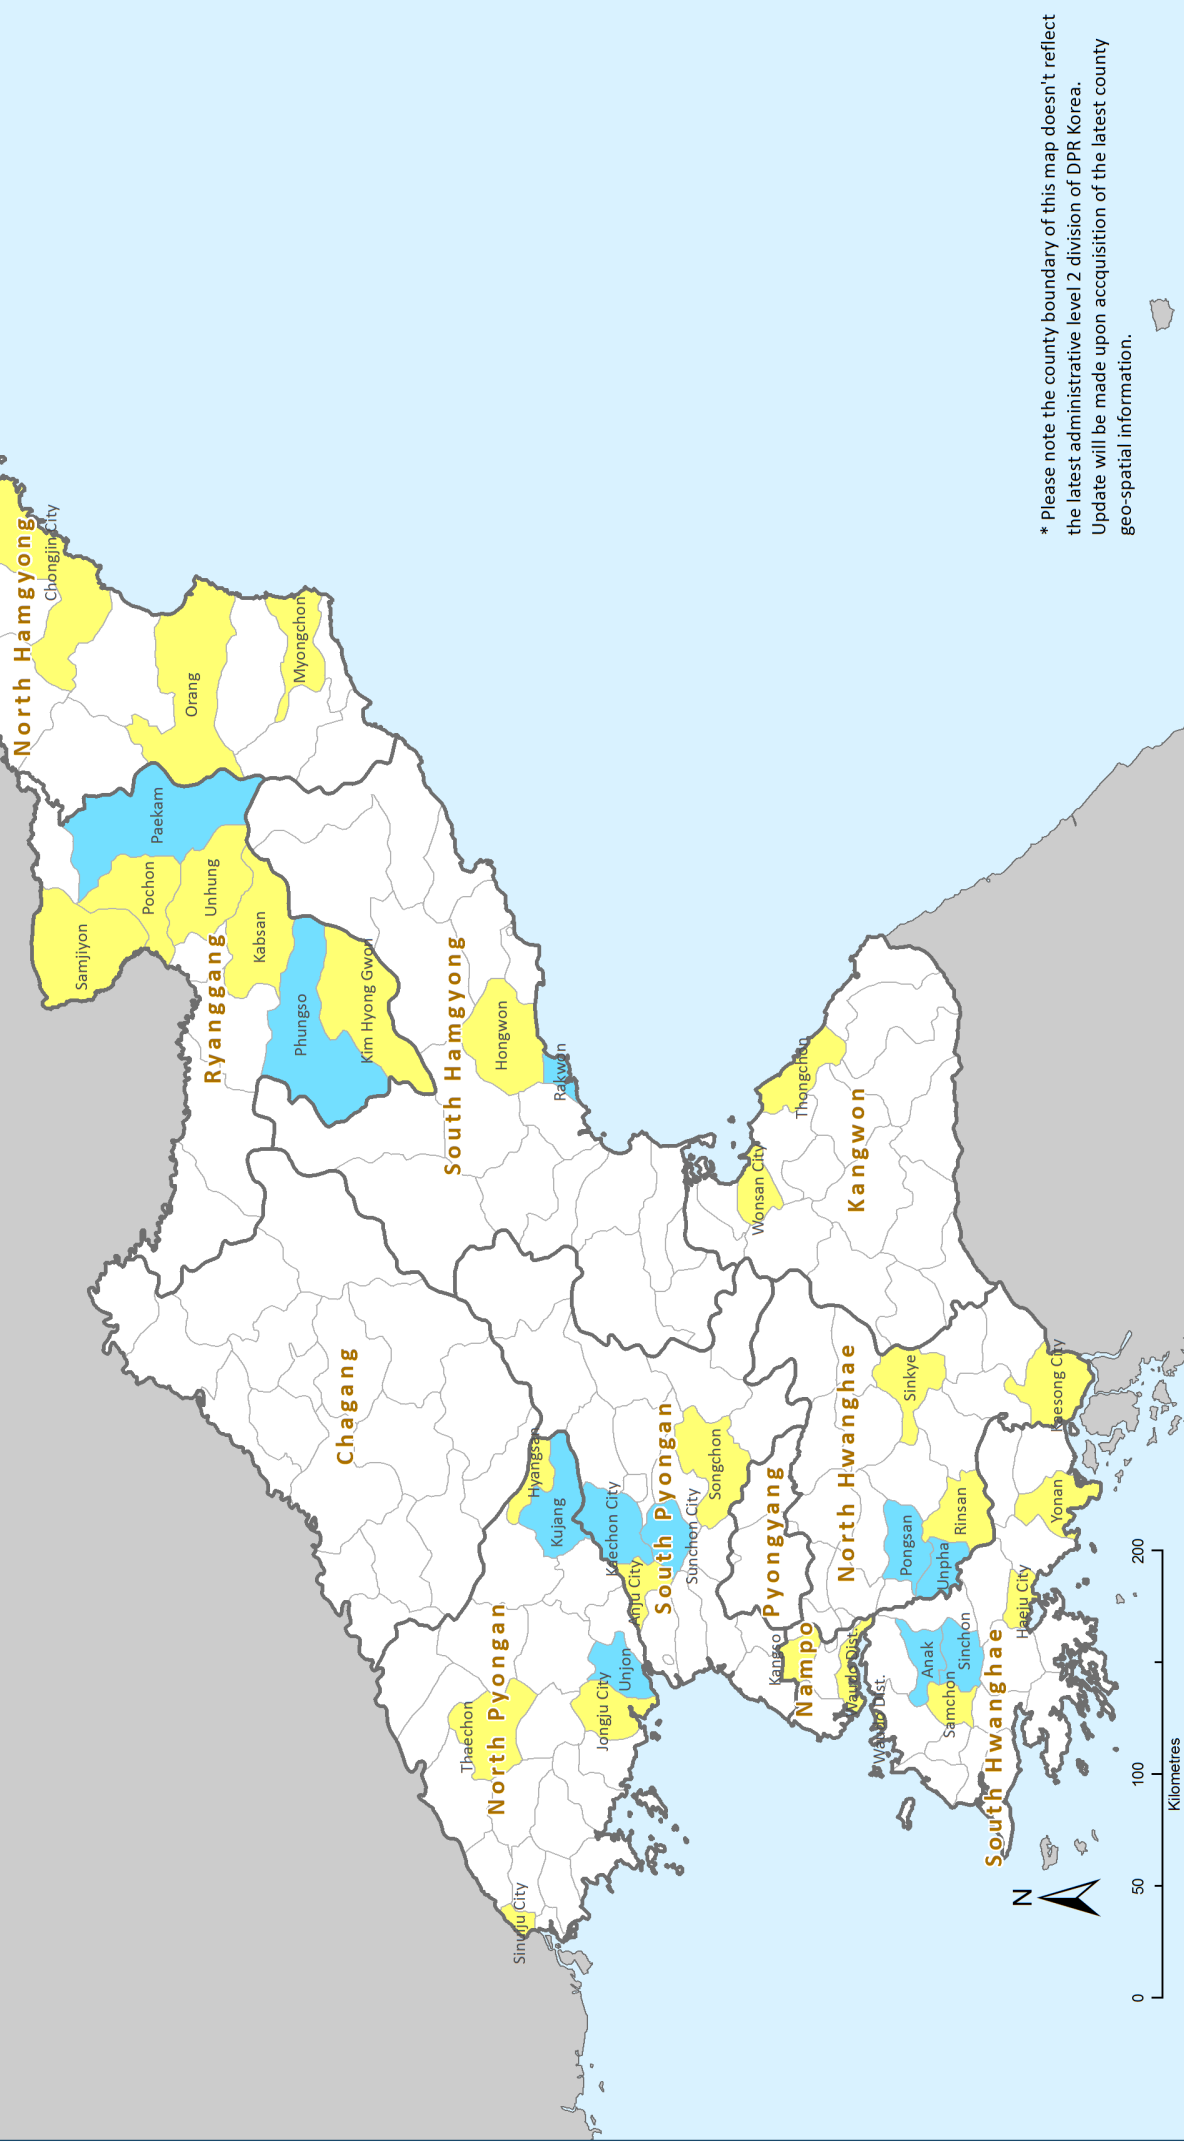 North Hamgyong
Chongjin City
Orang
Myongchon
Paekam
Samjiyon
Pochon
Unhung
Kabsan
Ryanggang
Phungso
Kim Hyong Gwon
South Hamgyong
Hongwon
Rakwon
Chagang
Hyangsan
Kujang
Kaechon City
Anju City
South Pyongan
Sunchon City
Songchon
North Pyongan
Thaechon
Unjon
Jongju City
Sinuiju City
Pyongyang
Kangso
Nampo
Waudo Dist.
Waudo Dist.
Wonsan City
Thongchon
Kangwon
North Hwanghae
Sinkye
Pongsan
Unpha
Rinsan
Kaesong City
Yonan
Haeju City
Anak
Sinchon
Samchon
South Hwanghae
* Please note the county boundary of this map doesn't reflect
the latest administrative level 2 division of DPR Korea.
Update will be made upon accquisition of the latest county
geo-spatial information.
N
0 50 100 200
Kilometres